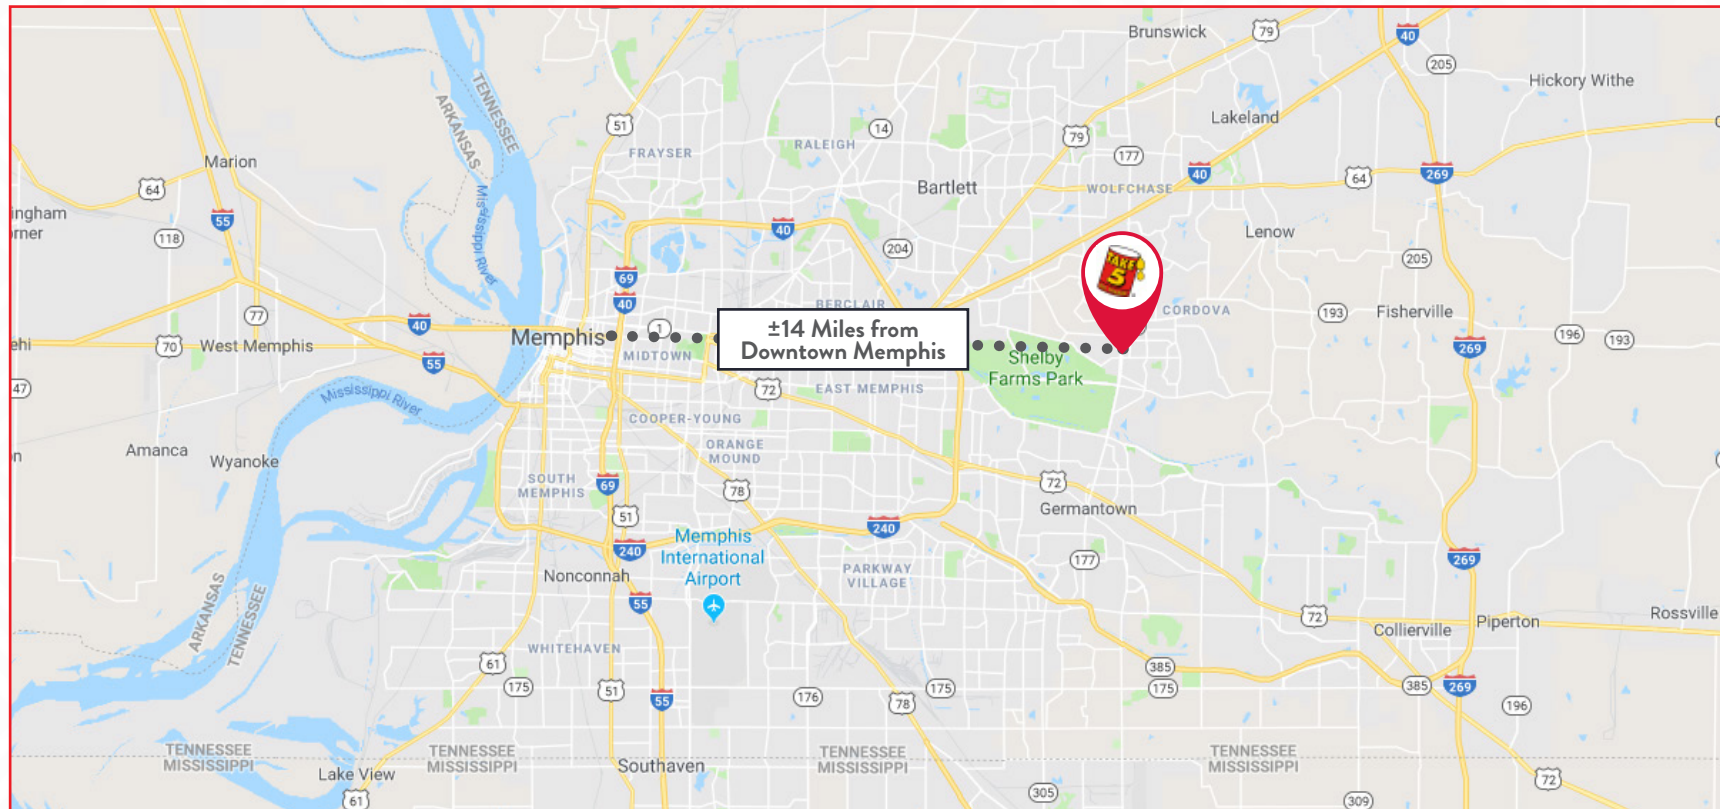 Brunswick
79
40
205
Hickory Withe
51
TENNESSEE
ARKANSAS
14
79
Lakeland
177
FRAYSER
RALEIGH
Marion
64
Bartlett
WOLFCHASE
40
64
269
ingham
orner
55
118
Mississippi River
40
204
Lenow
205
69
40
TAKE
5
BERCLAIR
CORDOVA
193
Fisherville
77
40
Memphis
1
±14 Miles from
Downtown Memphis
196
193
ehi
70
West Memphis
55
MIDTOWN
Shelby
Farms Park
269
47
72
EAST MEMPHIS
Mississippi River
COOPER-YOUNG
ORANGE
MOUND
Amanca
Wyanoke
n
SOUTH
MEMPHIS
69
78
72
Germantown
51
240
240
Memphis
International
Airport
Nonconnah
PARKWAY
VILLAGE
177
269
55
ARKANSAS
TENNESSEE
72
Collierville
Piperton
Rossville
WHITEHAVEN
61
175
51
55
176
78
175
385
175
385
269
196
TENNESSEE
MISSISSIPPI
TENNESSEE
MISSISSIPPI
TENNESSEE
MISSISSIPPI
TENNESSEE
MISSISSIPPI
Lake View
Southaven
61
305
309
72